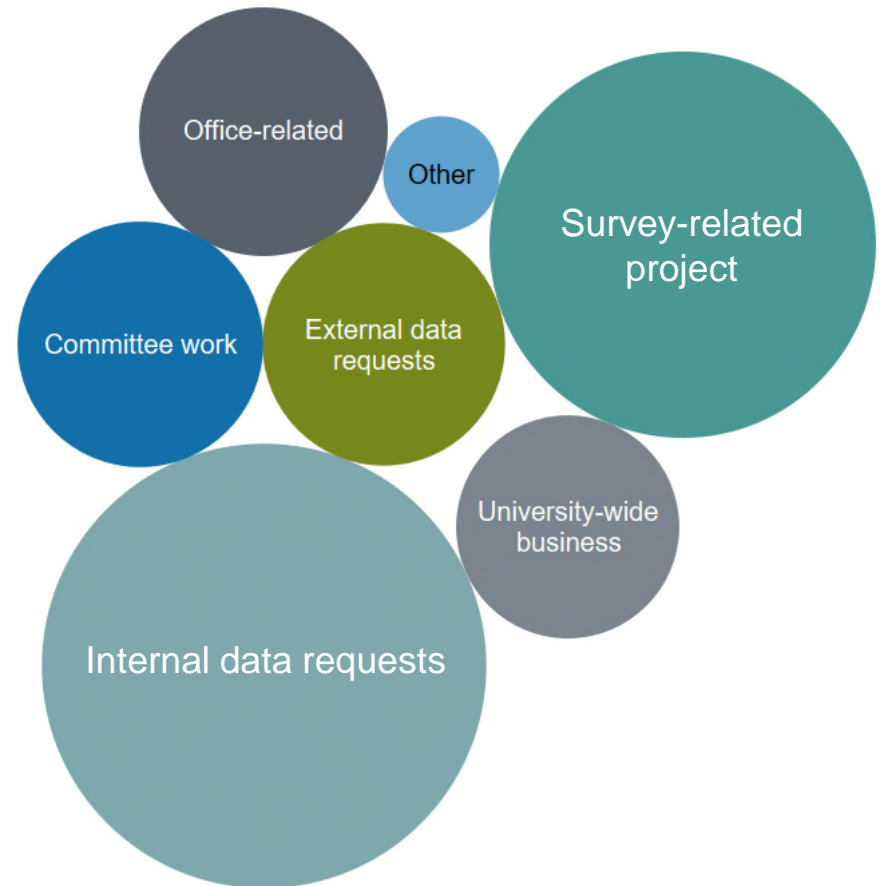 Office-related
Other
Survey-related
project
Committee work
External data
requests
University-wide
business
Internal data requests